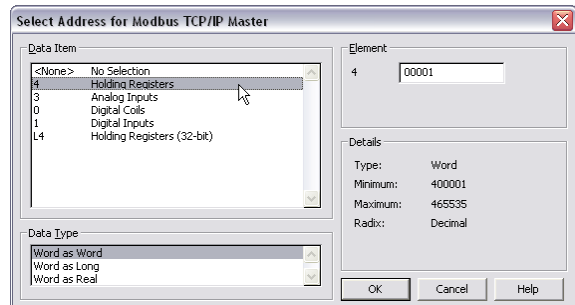 Select Address for Modbus TCP/IP Master
Data Item
<None> No Selection
4 Holding Registers
3 Analog Inputs
0 Digital Coils
1 Digital Inputs
L4 Holding Registers (32-bit)
Data Type
Word as Word
Word as Long
Word as Real
Element
4 00001
Details
Type: Word
Minimum: 400001
Maximum: 465535
Radix: Decimal
OK Cancel Help